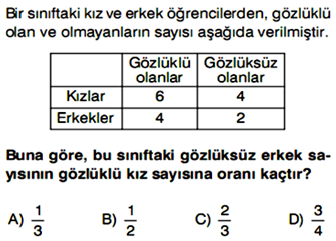 Bir sınıftaki kız ve erkek öğrencilerden, gözlüklü
olan ve olmayanların sayısı aşağıda verilmiştir.
Gözlüklü olanlar Gözlüksüz olanlar
Kızlar 6 4
Erkekler 4 2
Buna göre, bu sınıftaki gözlüksüz erkek sa-
yısının gözlüklü kız sayısına oranı kaçtır?
A) 1/3 B) 1/2 C) 2/3 D) 3/4